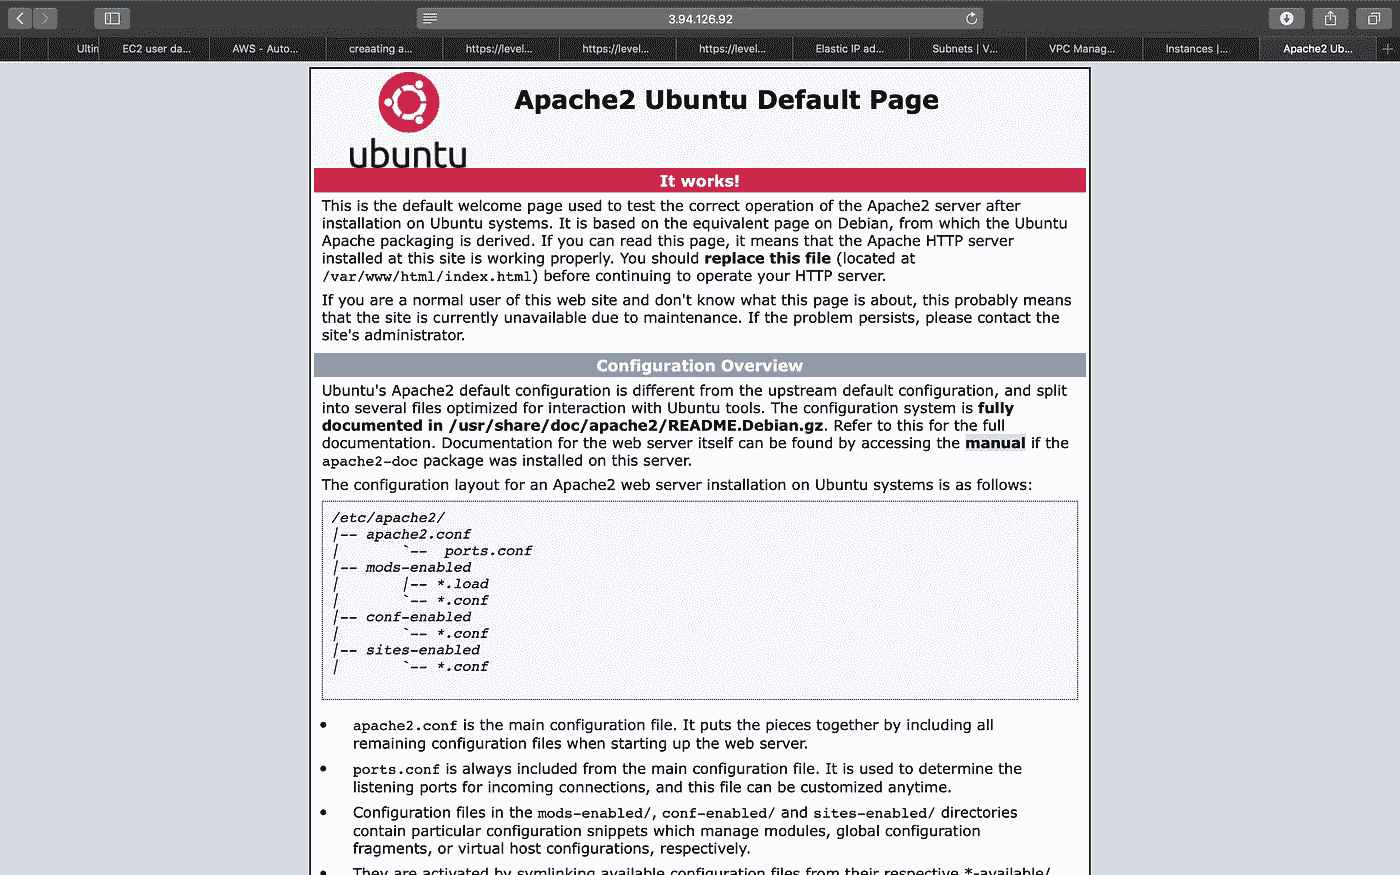 3.94.126.92
Ultin
EC2 user da...
AWS - Auto...
creaating a...
https://level...
https://level...
https://level...
Elastic IP ad...
Subnets | V...
VPC Manag...
Instances |...
Apache2 Ub...
ubuntu
Apache2 Ubuntu Default Page
It works!
This is the default welcome page used to test the correct operation of the Apache2 server after
installation on Ubuntu systems. It is based on the equivalent page on Debian, from which the Ubuntu
Apache packaging is derived. If you can read this page, it means that the Apache HTTP server
installed at this site is working properly. You should replace this file (located at
/var/www/html/index.html) before continuing to operate your HTTP server.
If you are a normal user of this web site and don't know what this page is about, this probably means
that the site is currently unavailable due to maintenance. If the problem persists, please contact the
site's administrator.
Configuration Overview
Ubuntu's Apache2 default configuration is different from the upstream default configuration, and split
into several files optimized for interaction with Ubuntu tools. The configuration system is fully
documented in /usr/share/doc/apache2/README.Debian.gz. Refer to this for the full
documentation. Documentation for the web server itself can be found by accessing the manual if the
apache2-doc package was installed on this server.
The configuration layout for an Apache2 web server installation on Ubuntu systems is as follows:
/etc/apache2/
|-- apache2.conf
|       `--  ports.conf
|-- mods-enabled
|       |-- *.load
|       `-- *.conf
|-- conf-enabled
|       `-- *.conf
|-- sites-enabled
|       `-- *.conf
• apache2.conf is the main configuration file. It puts the pieces together by including all
remaining configuration files when starting up the web server.
• ports.conf is always included from the main configuration file. It is used to determine the
listening ports for incoming connections, and this file can be customized anytime.
• Configuration files in the mods-enabled/, conf-enabled/ and sites-enabled/ directories
contain particular configuration snippets which manage modules, global configuration
fragments, or virtual host configurations, respectively.
• They are activated by symlinking available configuration files from their respective *-available/